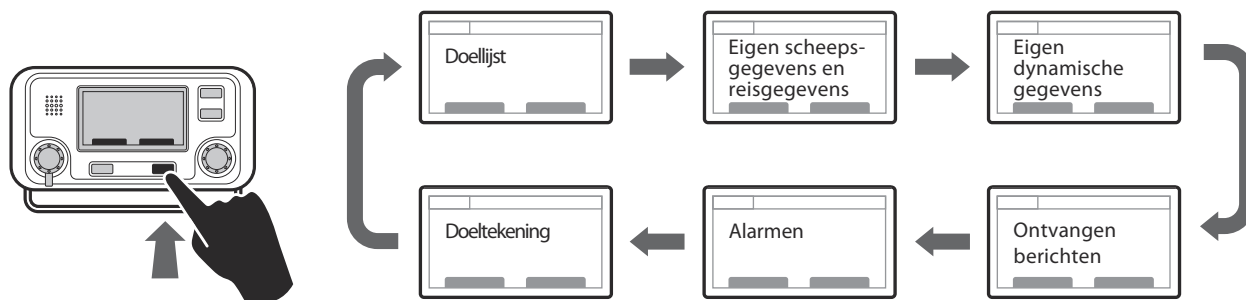 Doellijst
Eigen scheeps-
gegevens en
reisgegevens
Eigen
dynamische
gegevens
Doeltekening
Alarmen
Ontvangen
berichten